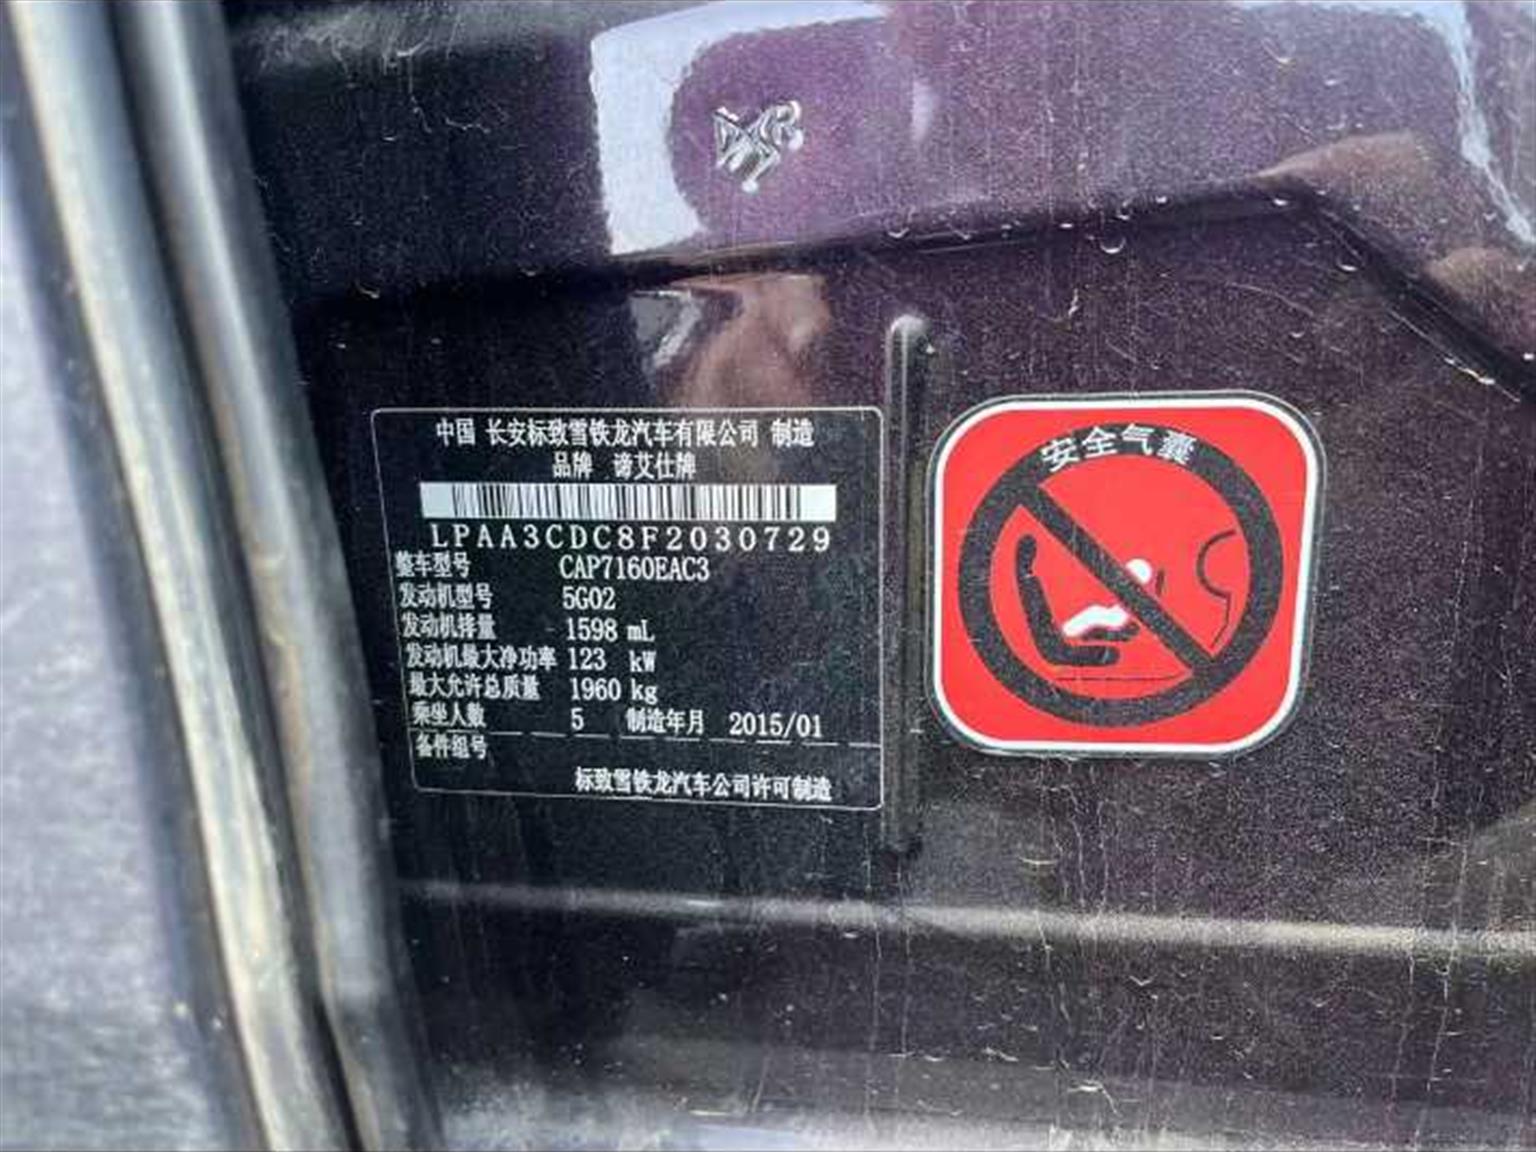 中国 长安标致雪铁龙汽车有限公司 制造
品牌 谛艾仕牌
LPAA3CDC8F2030729
整车型号 CAP7160EAC3
发动机型号 5G02
发动机排量 1598 mL
发动机最大净功率 123 kW
最大允许总质量 1960 kg
乘坐人数 5 制造年月 2015/01
备件组号
标致雪铁龙汽车公司许可制造
安全气囊